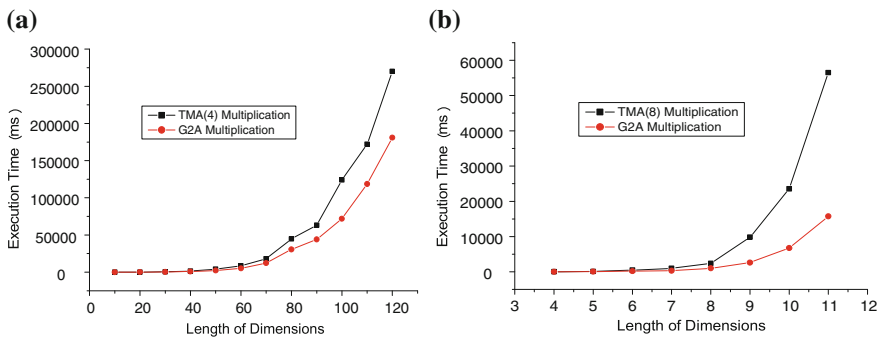 (a)
300000
250000
200000
150000
100000
50000
0
Execution Time (ms)
TMA(4) Multiplication
G2A Multiplication
0 20 40 60 80 100 120
Length of Dimensions
(b)
60000
50000
40000
30000
20000
10000
0
Execution Time (ms)
TMA(8) Multiplication
G2A Multiplication
3 4 5 6 7 8 9 10 11 12
Length of Dimensions